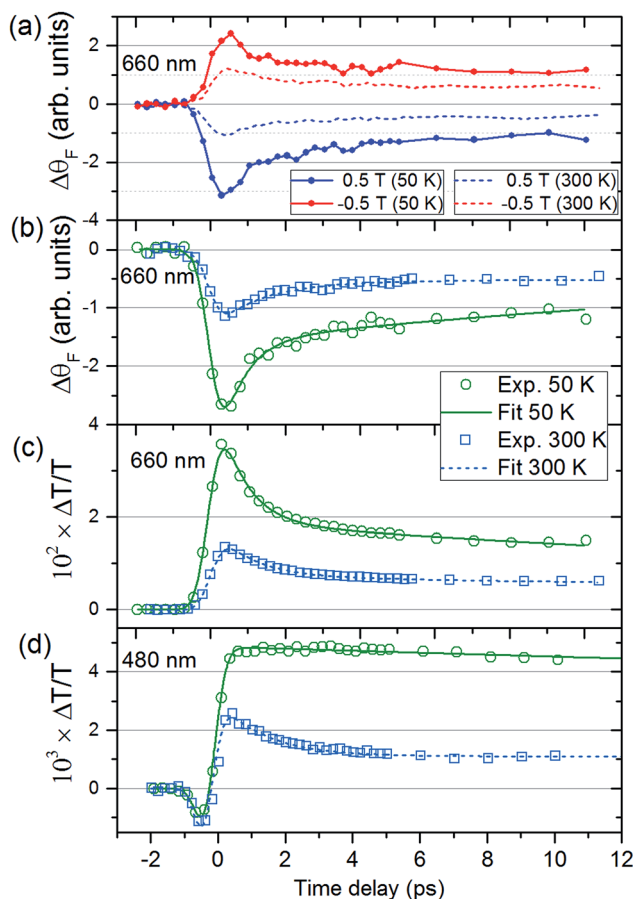 (a)
660 nm
ΔθF (arb. units)
2
0
-2
-4
0.5 T (50 K)
-0.5 T (50 K)
0.5 T (300 K)
-0.5 T (300 K)
(b)
660 nm
ΔθF (arb. units)
0
-1
-2
Exp. 50 K
Fit 50 K
Exp. 300 K
Fit 300 K
(c)
660 nm
10² × ΔT/T
4
2
0
(d)
480 nm
10³ × ΔT/T
4
2
0
-2 0 2 4 6 8 10 12
Time delay (ps)